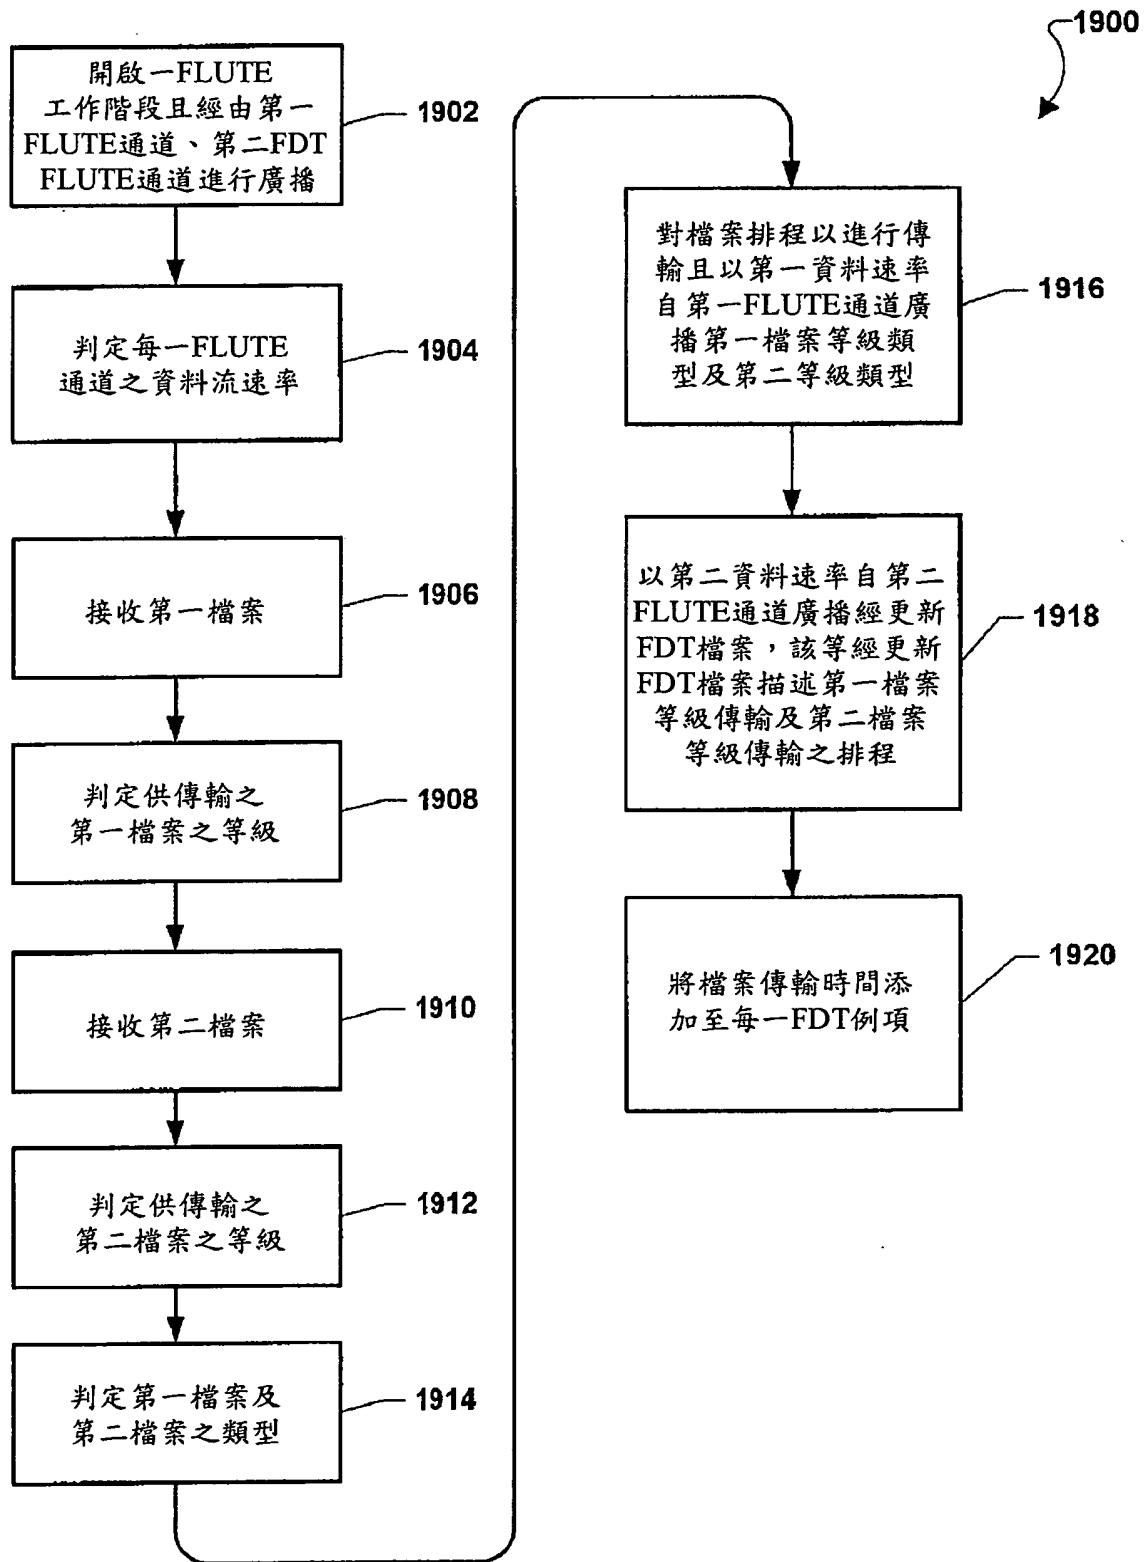 1900
開啟一FLUTE
工作階段且經由第一
FLUTE通道、第二FDT
FLUTE通道進行廣播
1902
判定每一FLUTE
通道之資料流速率
1904
接收第一檔案
1906
判定供傳輸之
第一檔案之等級
1908
接收第二檔案
1910
判定供傳輸之
第二檔案之等級
1912
判定第一檔案及
第二檔案之類型
1914
對檔案排程以進行傳
輸且以第一資料速率
自第一FLUTE通道廣
播第一檔案等級類
型及第二等級類型
1916
以第二資料速率自第二
FLUTE通道廣播經更新
FDT檔案，該等經更新
FDT檔案描述第一檔案
等級傳輸及第二檔案
等級傳輸之排程
1918
將檔案傳輸時間添
加至每一FDT例項
1920